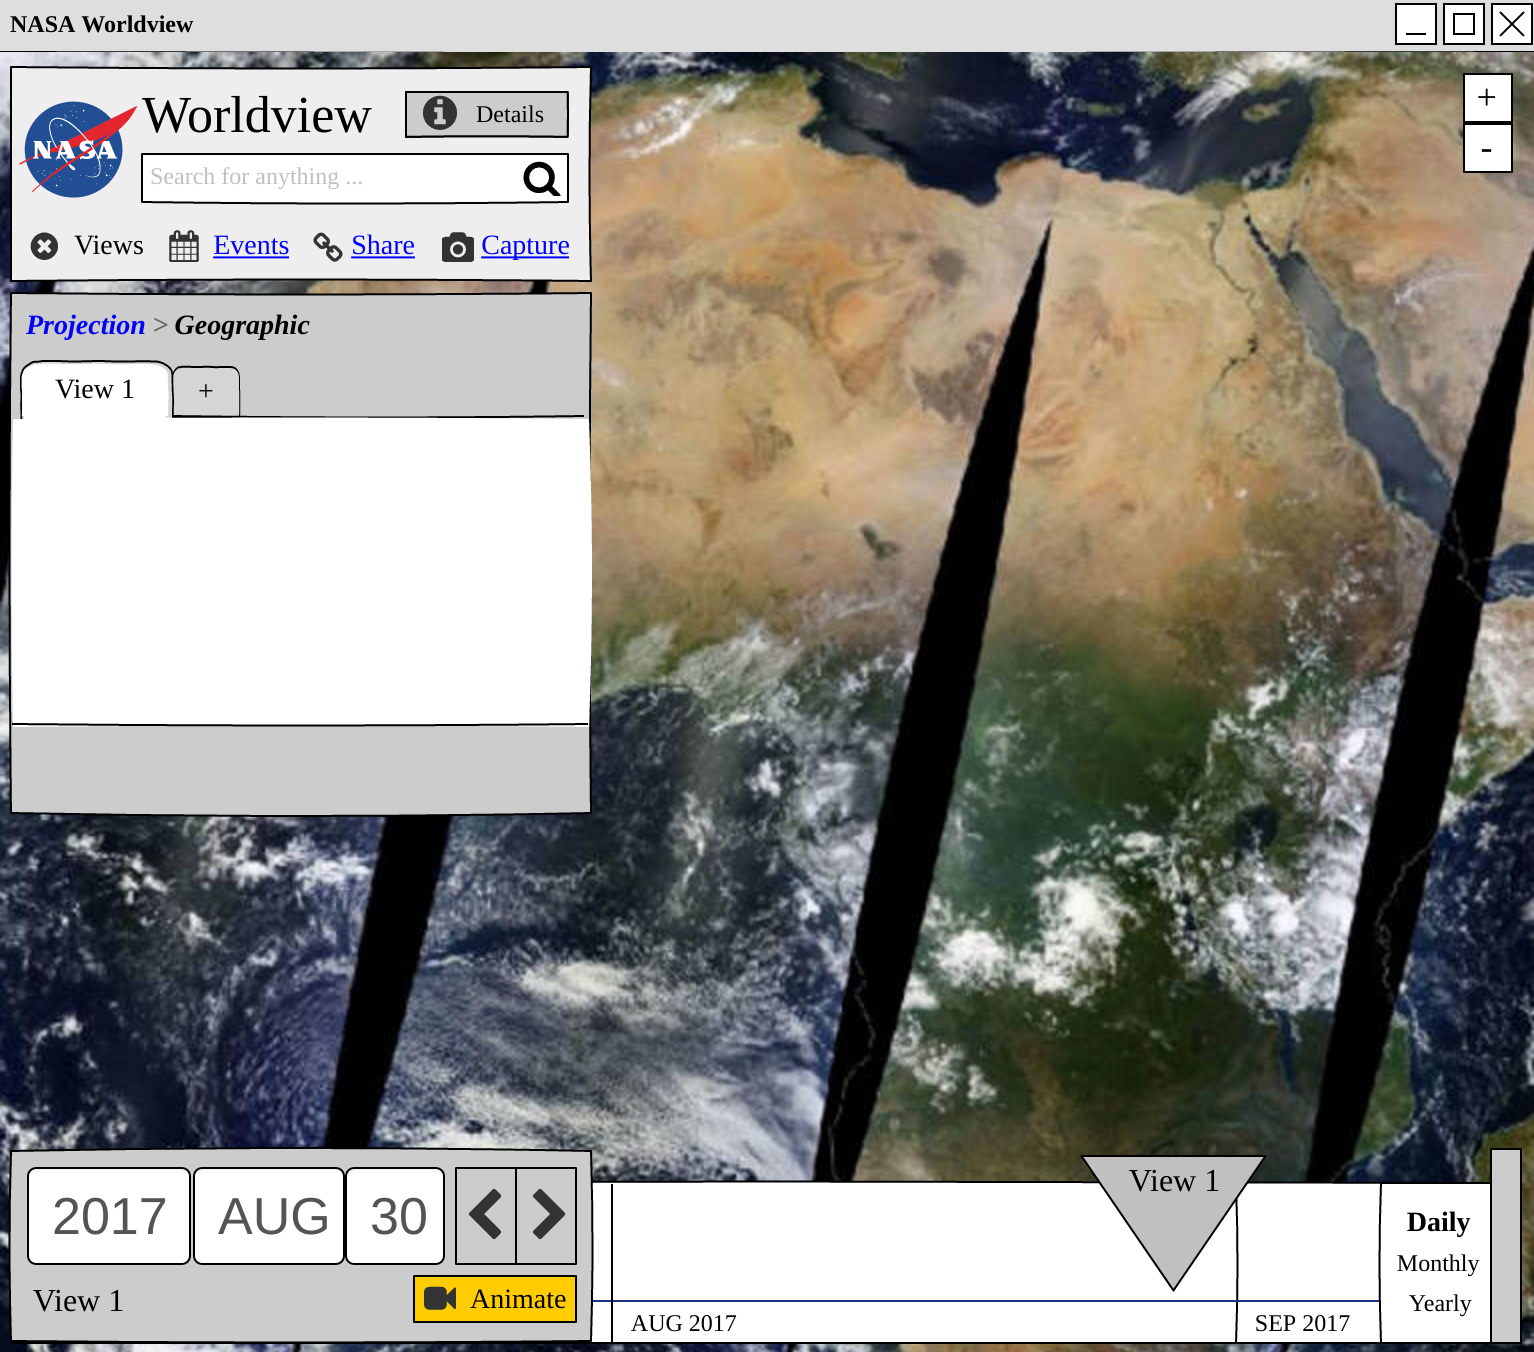 NASA Worldview
NASA
Worldview
Details
Search for anything ...
Views Events Share Capture
Projection > Geographic
View 1 +
+
-
2017 AUG 30
View 1
Animate
View 1
AUG 2017
SEP 2017
Daily
Monthly
Yearly